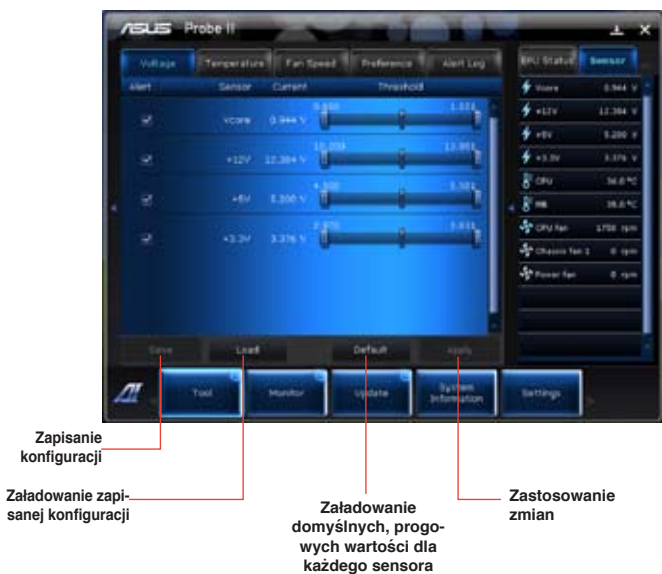 ASUS Probe II
Voltage Temperature Fan Speed Preference Alert Log
EPU Status Sensor
Alert Sensor Current Threshold
Vcore 0.944 V
+12V 12.384 V
+5V
+3.3V 3.376 V
Vcore 0.944 V
+12V 12.384 V
+5V 5.200 V
+3.3V 3.376 V
CPU 36.0 °C
MB
CPU Fan 1758 rpm
Chassis Fan 1 0 rpm
Power Fan 0 rpm
Save Load Default Apply
Tool Monitor Update System
Information Settings
Zapisanie
konfiguracji
Załadowanie zapi-
sanej konfiguracji
Załadowanie
domyślnych, progo-
wych wartości dla
każdego sensora
Zastosowanie
zmian